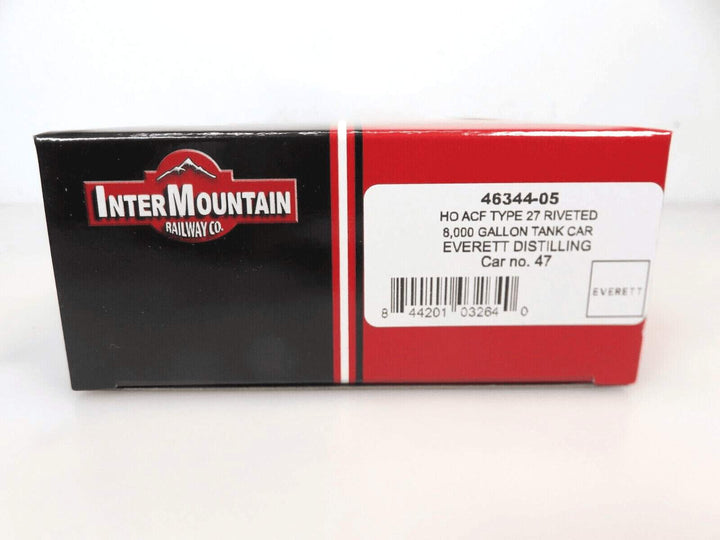 INTERMOUNTAIN
RAILWAY CO.
46344-05
HO ACF TYPE 27 RIVETED
8,000 GALLON TANK CAR
EVERETT DISTILLING
Car no. 47
EVERETT
8 44201 03264 0